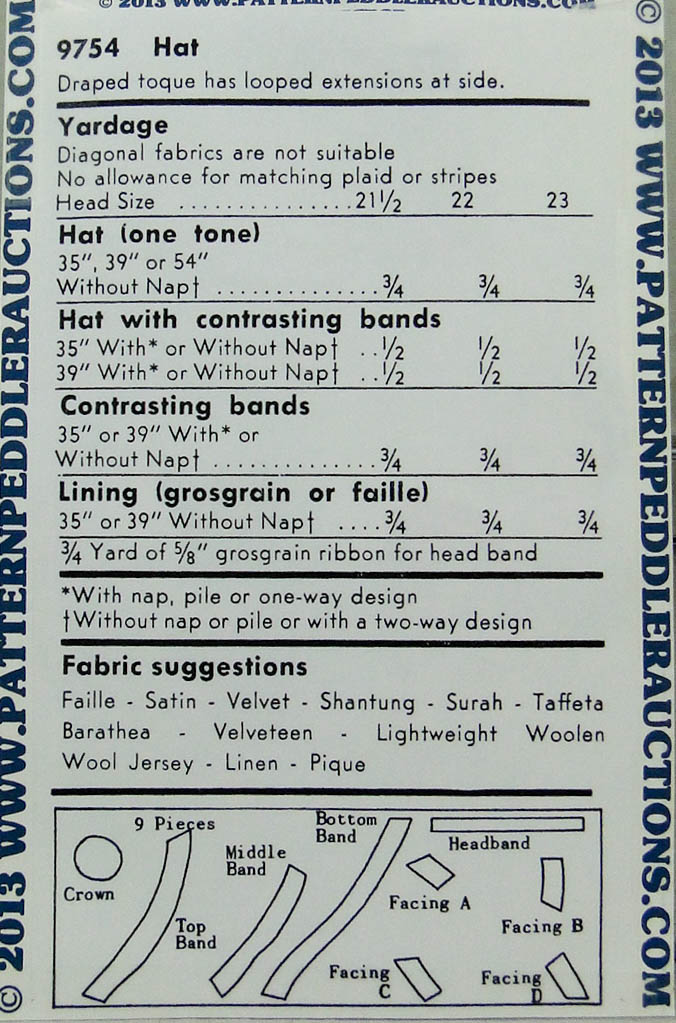 © 2013 WWW.PATTERNPEDDLERAUCTIONS.COM
© 2013 WWW.PATTERNPEDDLERAUCTIONS.COM
© 2013 WWW.PATTERNPEDDLERAUCTIONS.COM
9754 Hat
Draped toque has looped extensions at side.
Yardage
Diagonal fabrics are not suitable
No allowance for matching plaid or stripes
Head Size ...............21½ 22 23
Hat (one tone)
35", 39" or 54"
Without Nap† ..............¾ ¾ ¾
Hat with contrasting bands
35" With* or Without Nap† ..½ ½ ½
39" With* or Without Nap† ..½ ½ ½
Contrasting bands
35" or 39" With* or
Without Nap† ..............¾ ¾ ¾
Lining (grosgrain or faille)
35" or 39" Without Nap† ....¾ ¾ ¾
¾ Yard of ⅝" grosgrain ribbon for head band
*With nap, pile or one-way design
†Without nap or pile or with a two-way design
Fabric suggestions
Faille - Satin - Velvet - Shantung - Surah - Taffeta
Barathea - Velveteen - Lightweight Woolen
Wool Jersey - Linen - Pique
9 Pieces
Crown
Top
Band
Middle
Band
Bottom
Band
Headband
Facing A
Facing B
Facing
C
Facing
D